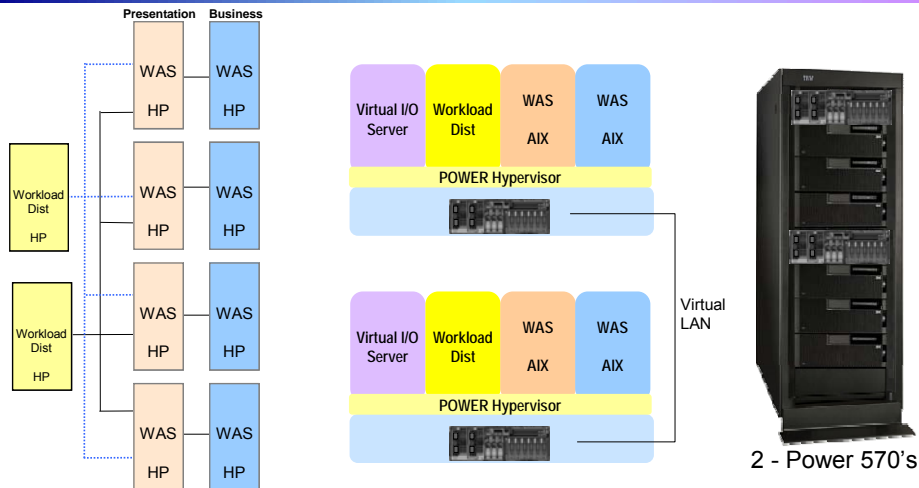 Presentation Business
WAS
HP
WAS
HP
WAS
HP
WAS
HP
WAS
HP
WAS
HP
WAS
HP
WAS
HP
Workload
Dist
HP
Workload
Dist
HP
Virtual I/O
Server
Workload
Dist
WAS
AIX
WAS
AIX
POWER Hypervisor
Virtual I/O
Server
Workload
Dist
WAS
AIX
WAS
AIX
POWER Hypervisor
Virtual
LAN
IBM
2 - Power 570's